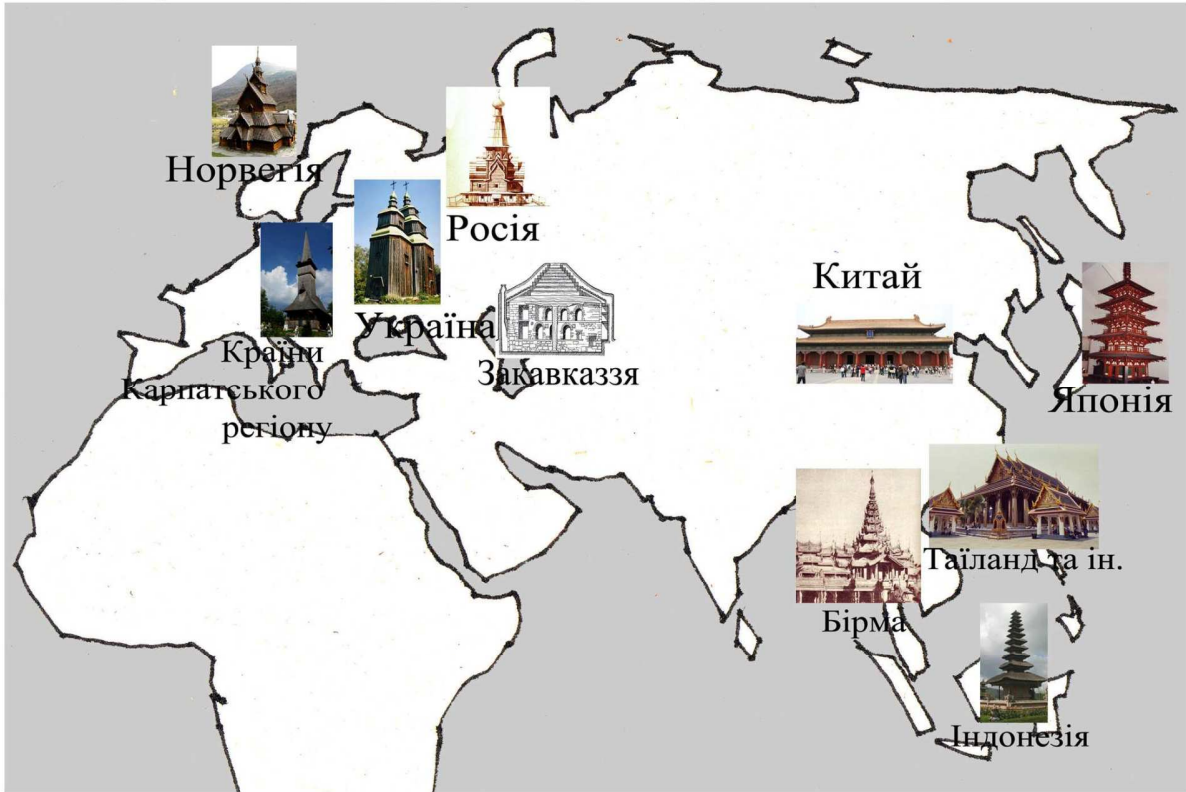 Норвегія
Росія
Україна
Країни
Карпатського
регіону
Закавказзя
Китай
Японія
Таїланд та ін.
Бірма
Індонезія